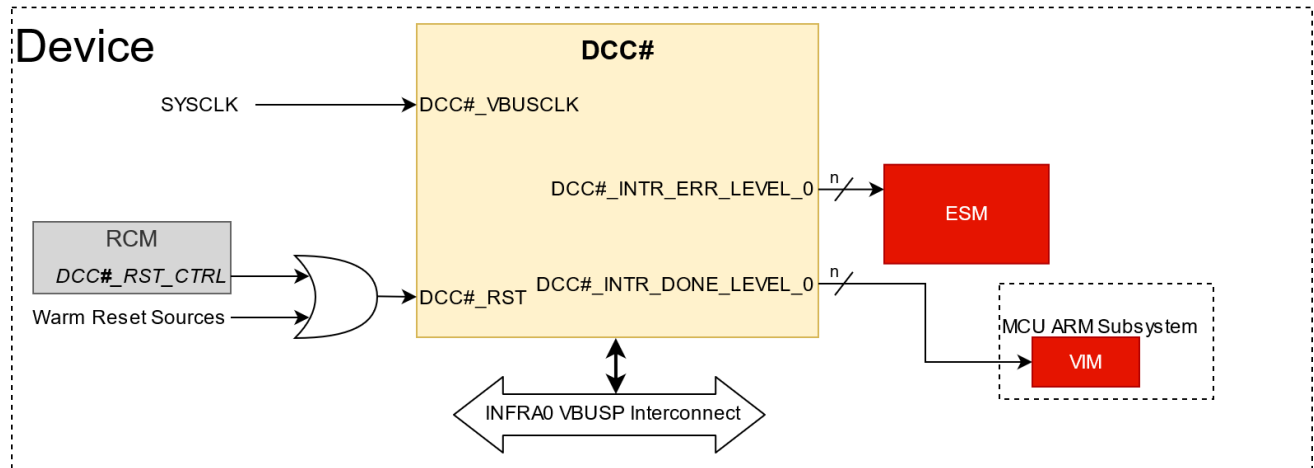 Device
DCC#
SYSCLK
DCC#_VBUSCLK
DCC#_INTR_ERR_LEVEL_0
n
ESM
RCM
DCC#_RST_CTRL
Warm Reset Sources
DCC#_RST
DCC#_INTR_DONE_LEVEL_0
n
MCU ARM Subsystem
VIM
INFRA0 VBUSP Interconnect